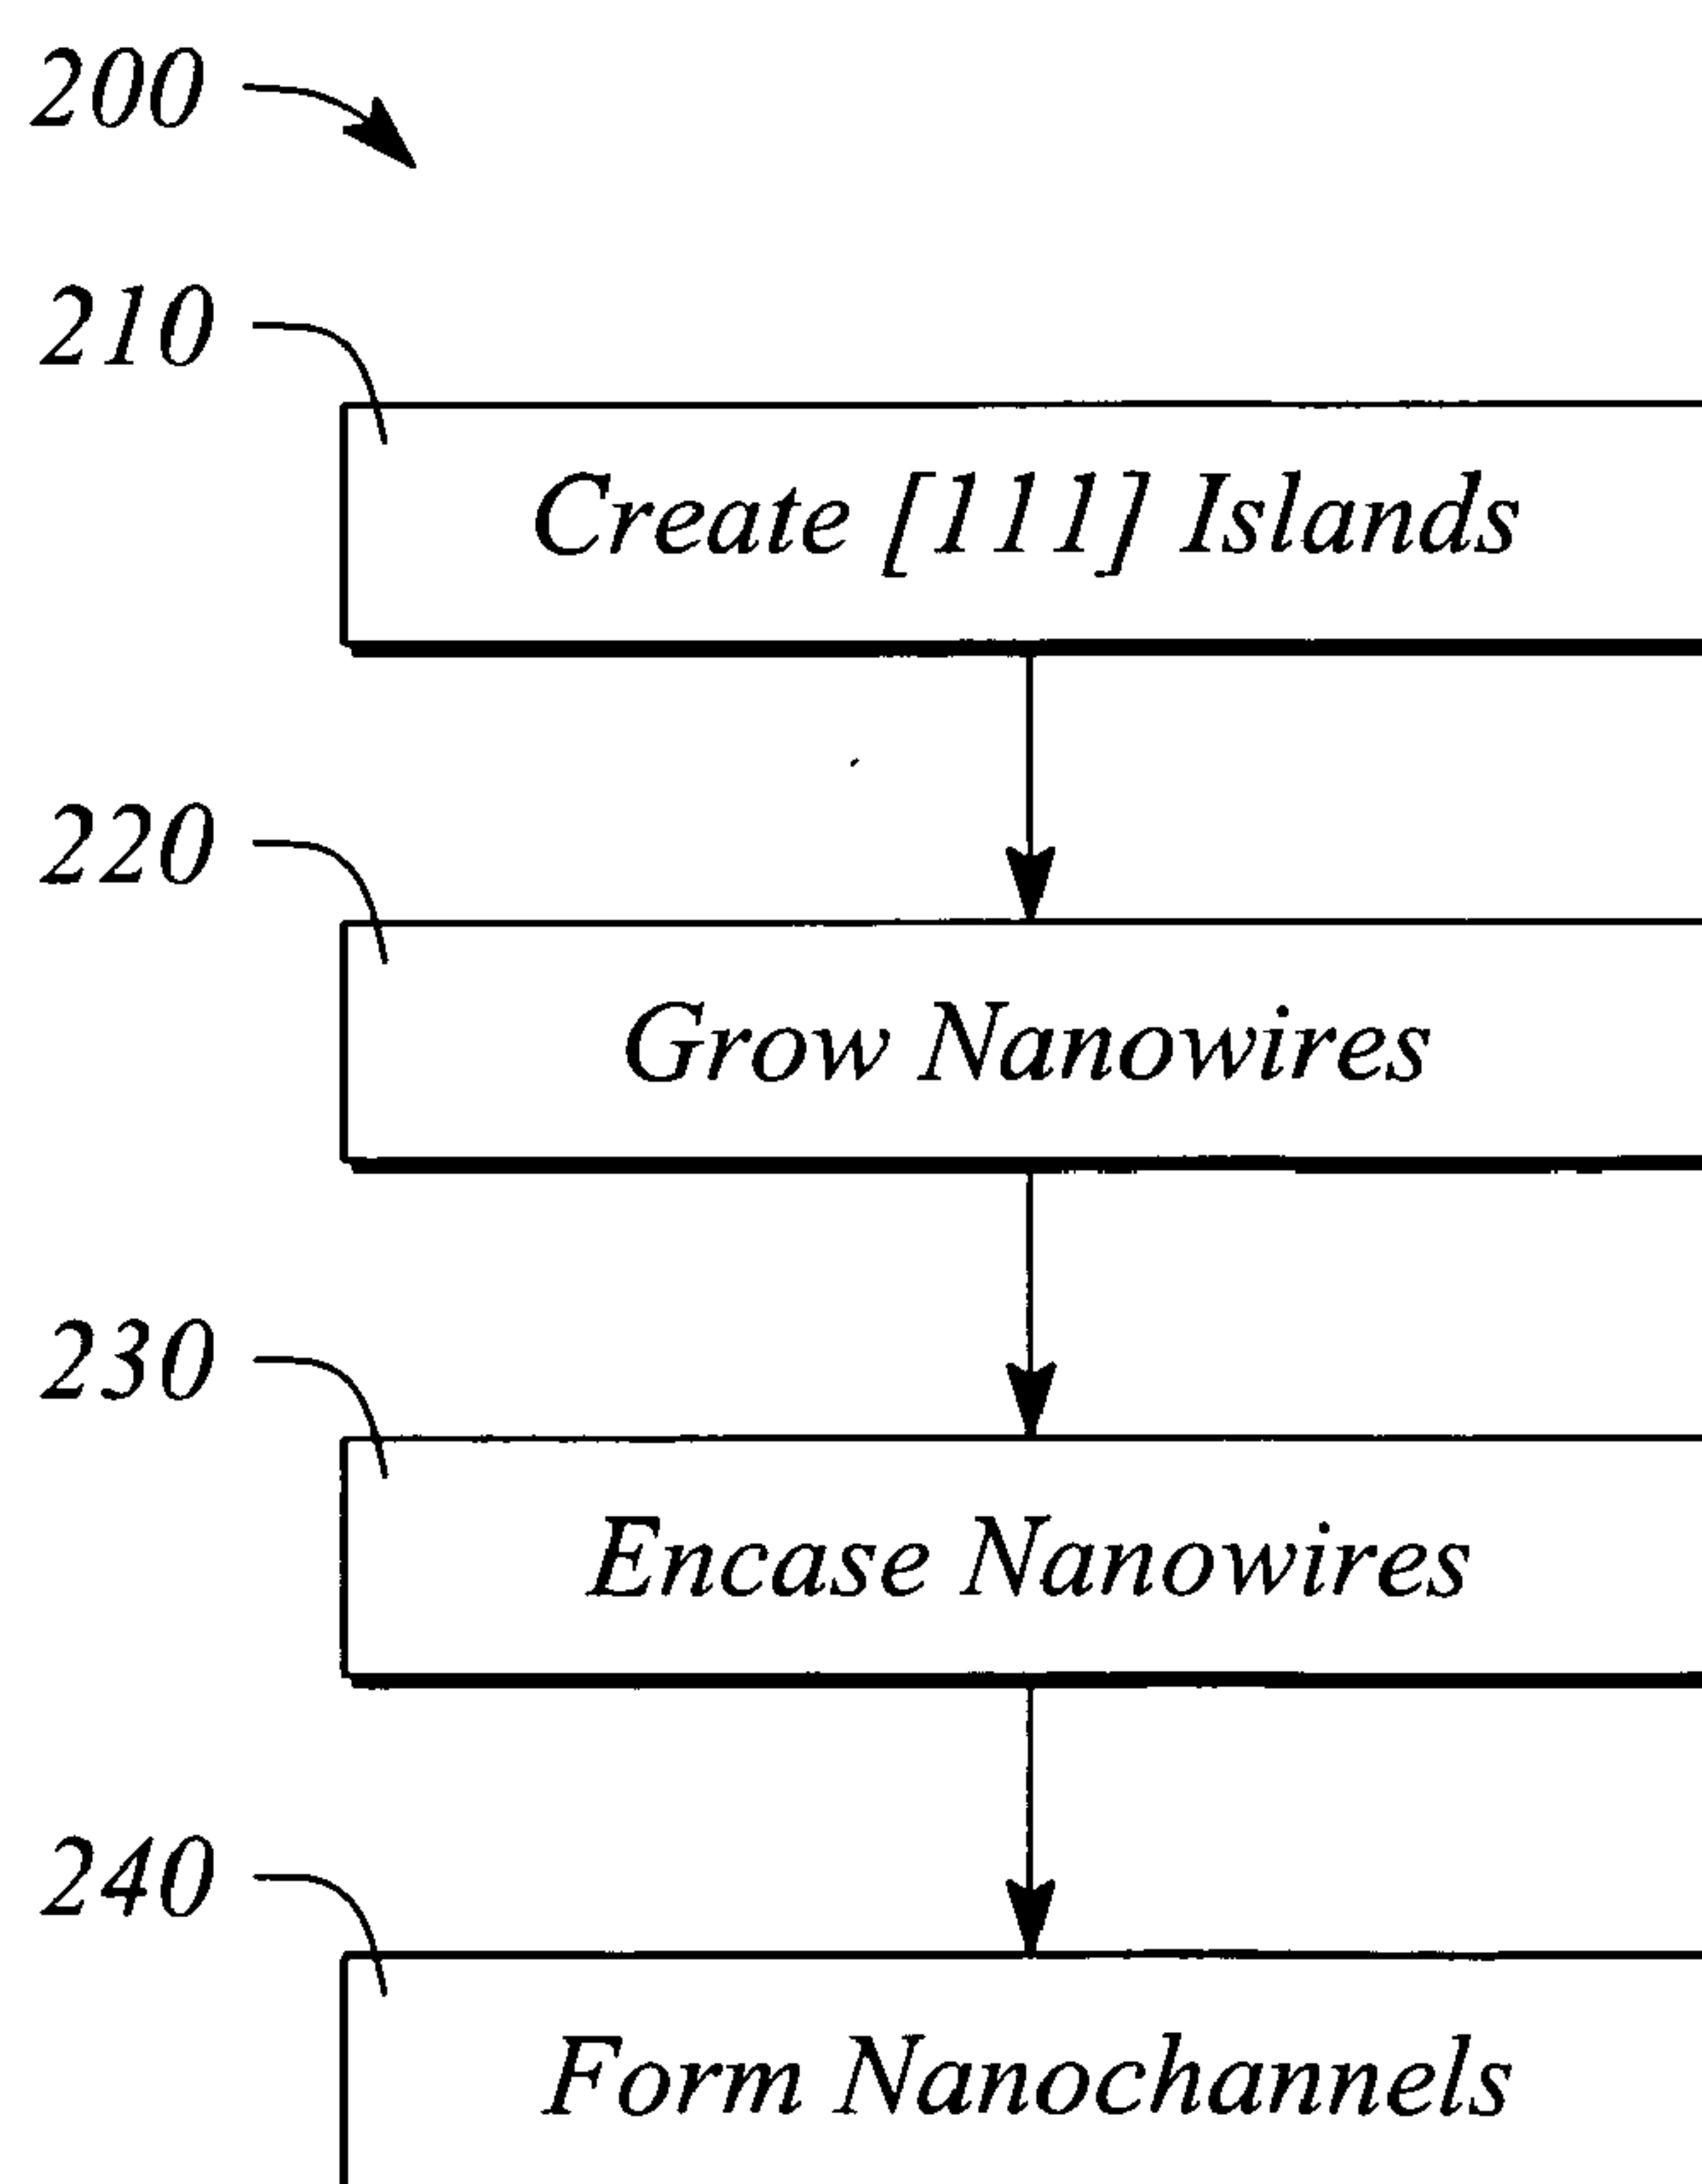 200
210
Create [111] Islands
220
Grow Nanowires
230
Encase Nanowires
240
Form Nanochannels